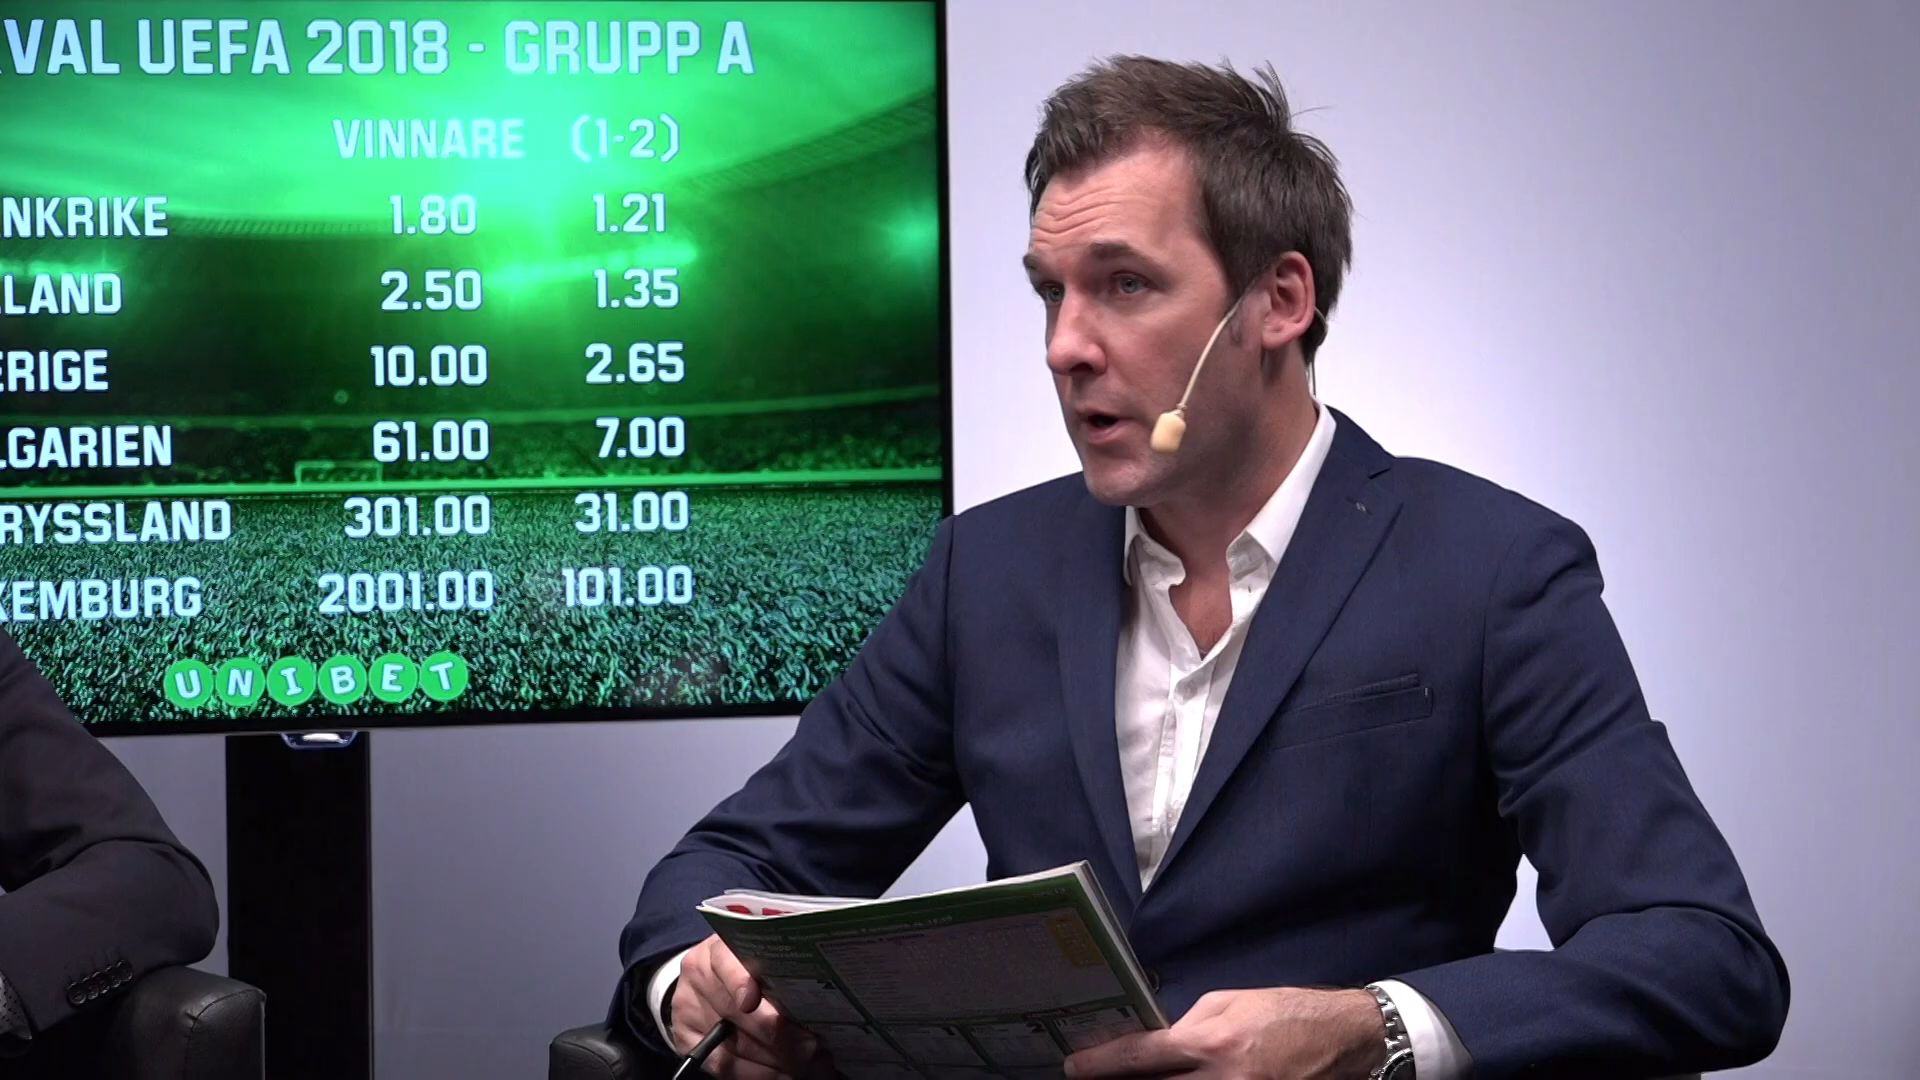 VAL UEFA 2018 - GRUPP A
VINNARE (1-2)
NKRIKE 1.80 1.21
LAND 2.50 1.35
ERIGE 10.00 2.65
LGARIEN 61.00 7.00
RYSSLAND 301.00 31.00
XEMBURG 2001.00 101.00
UNIBET